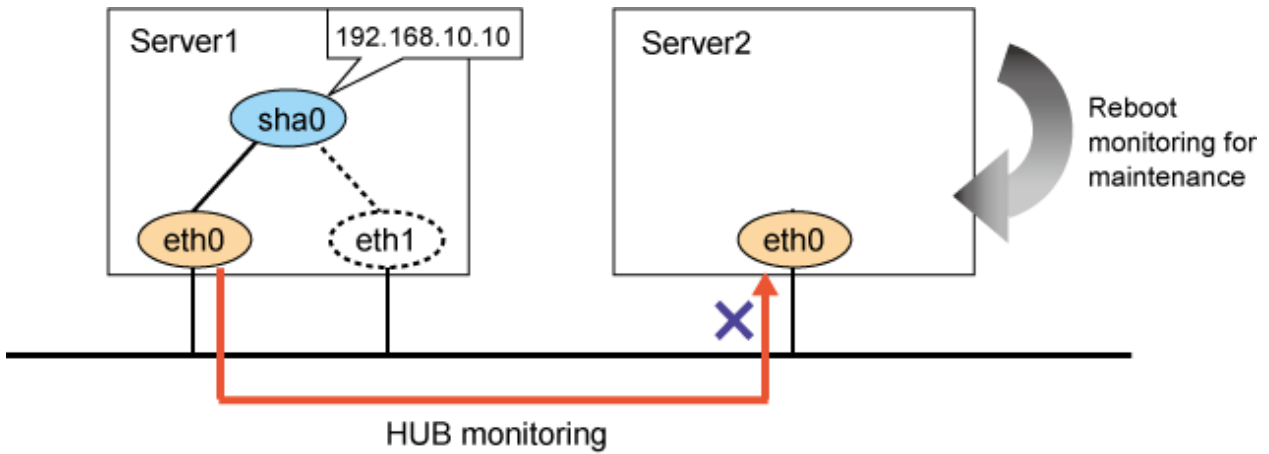 Server1
192.168.10.10
Server2
sha0
Reboot
monitoring for
maintenance
eth0
eth1
eth0
HUB monitoring